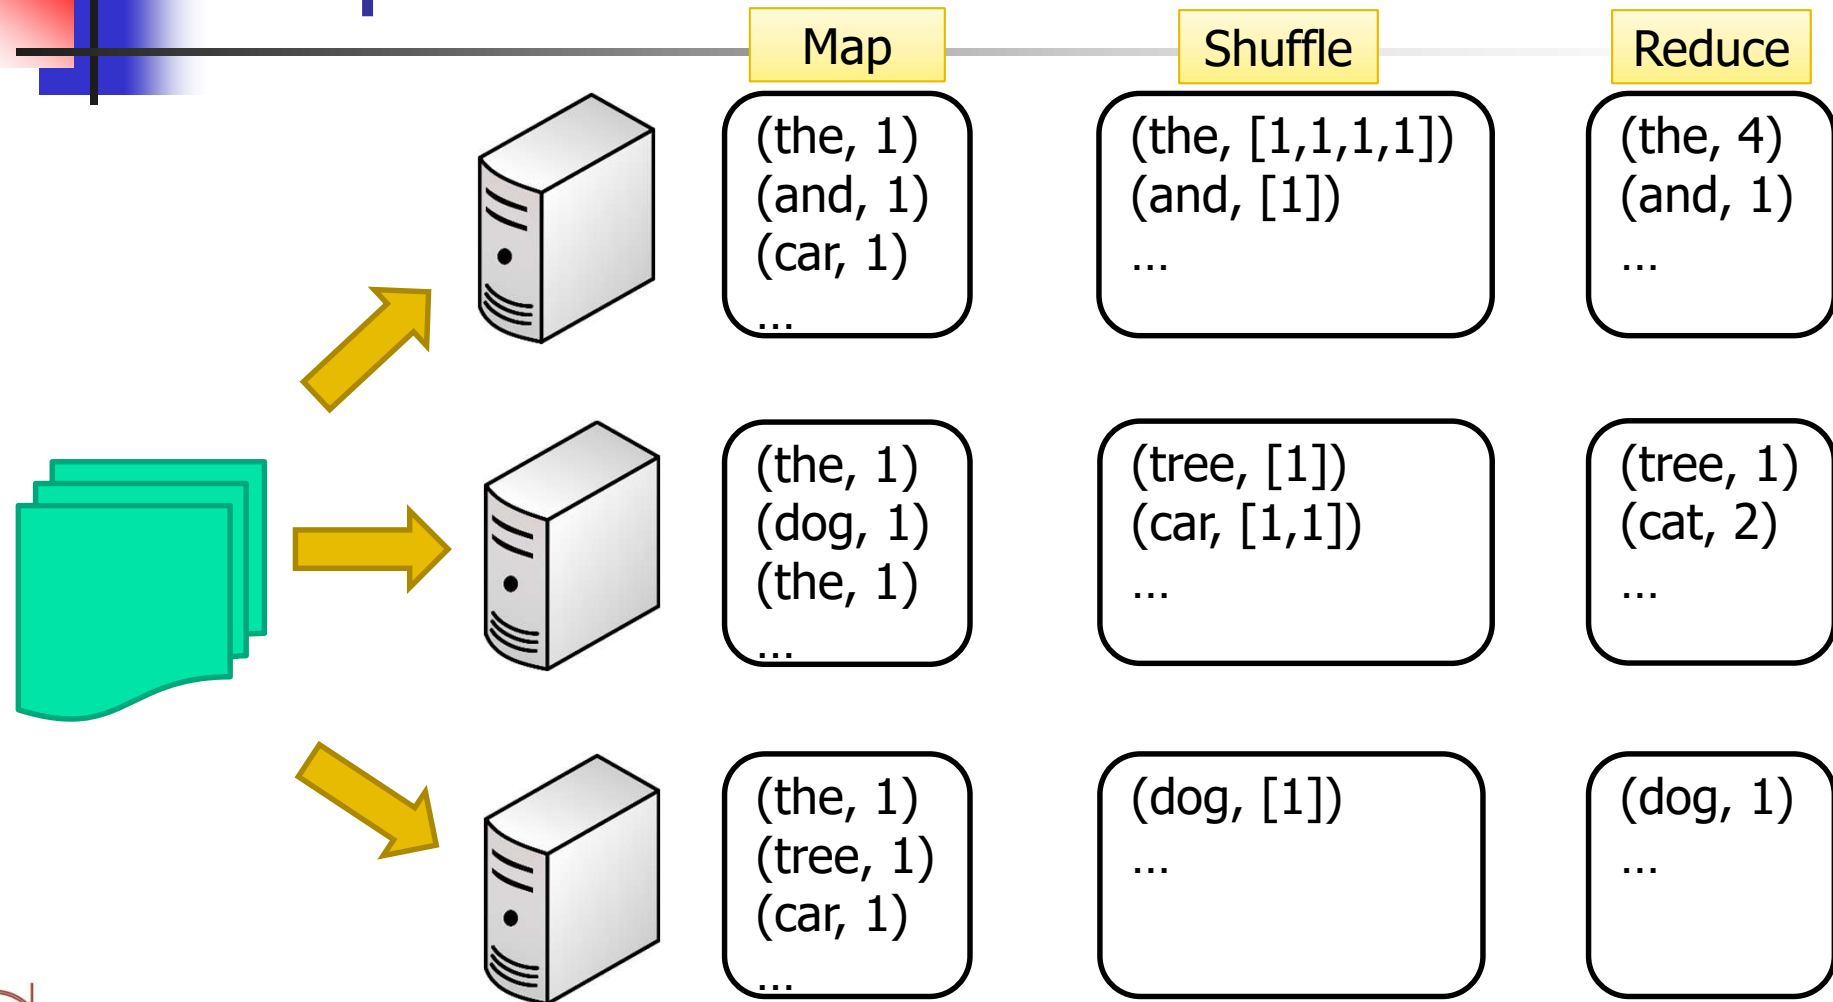 Map
Shuffle
Reduce
(the, 1)
(and, 1)
(car, 1)
...
(the, [1,1,1,1])
(and, [1])
...
(the, 4)
(and, 1)
...
(the, 1)
(dog, 1)
(the, 1)
...
(tree, [1])
(car, [1,1])
...
(tree, 1)
(cat, 2)
...
(the, 1)
(tree, 1)
(car, 1)
...
(dog, [1])
...
(dog, 1)
...